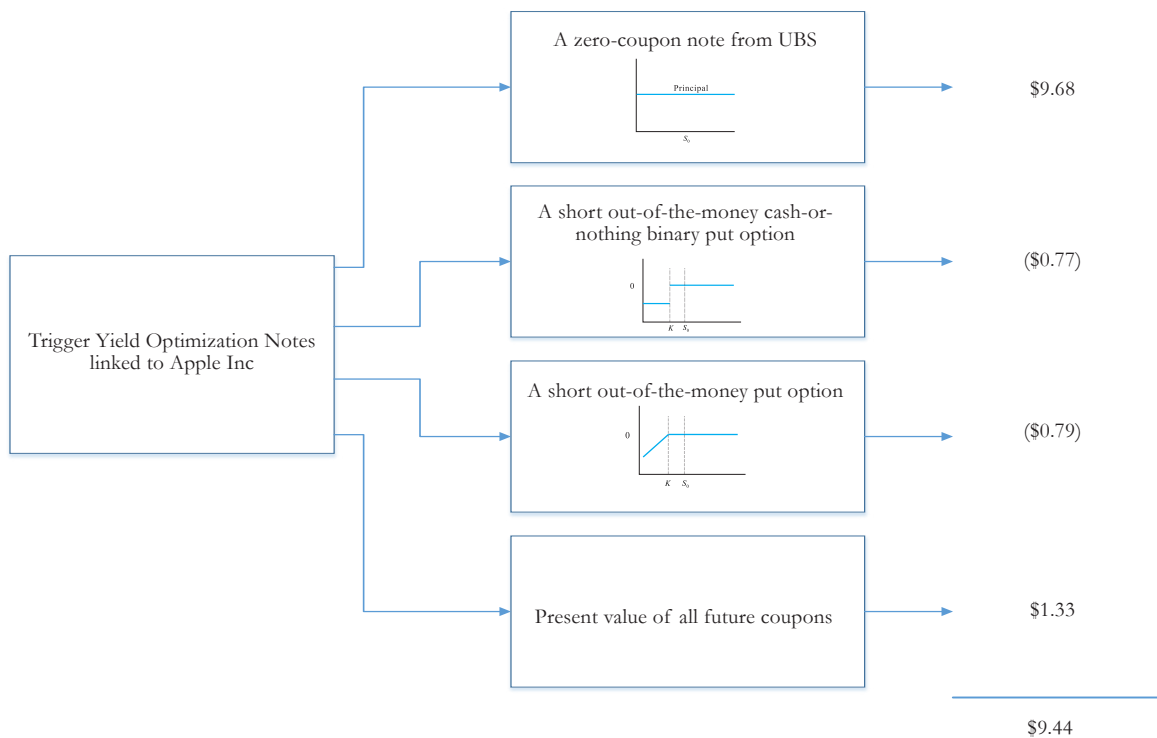 A zero-coupon note from UBS
Principal
S0
$9.68
A short out-of-the-money cash-or-
nothing binary put option
0
K
S0
($0.77)
Trigger Yield Optimization Notes
linked to Apple Inc
A short out-of-the-money put option
0
K
S0
($0.79)
Present value of all future coupons
$1.33
$9.44